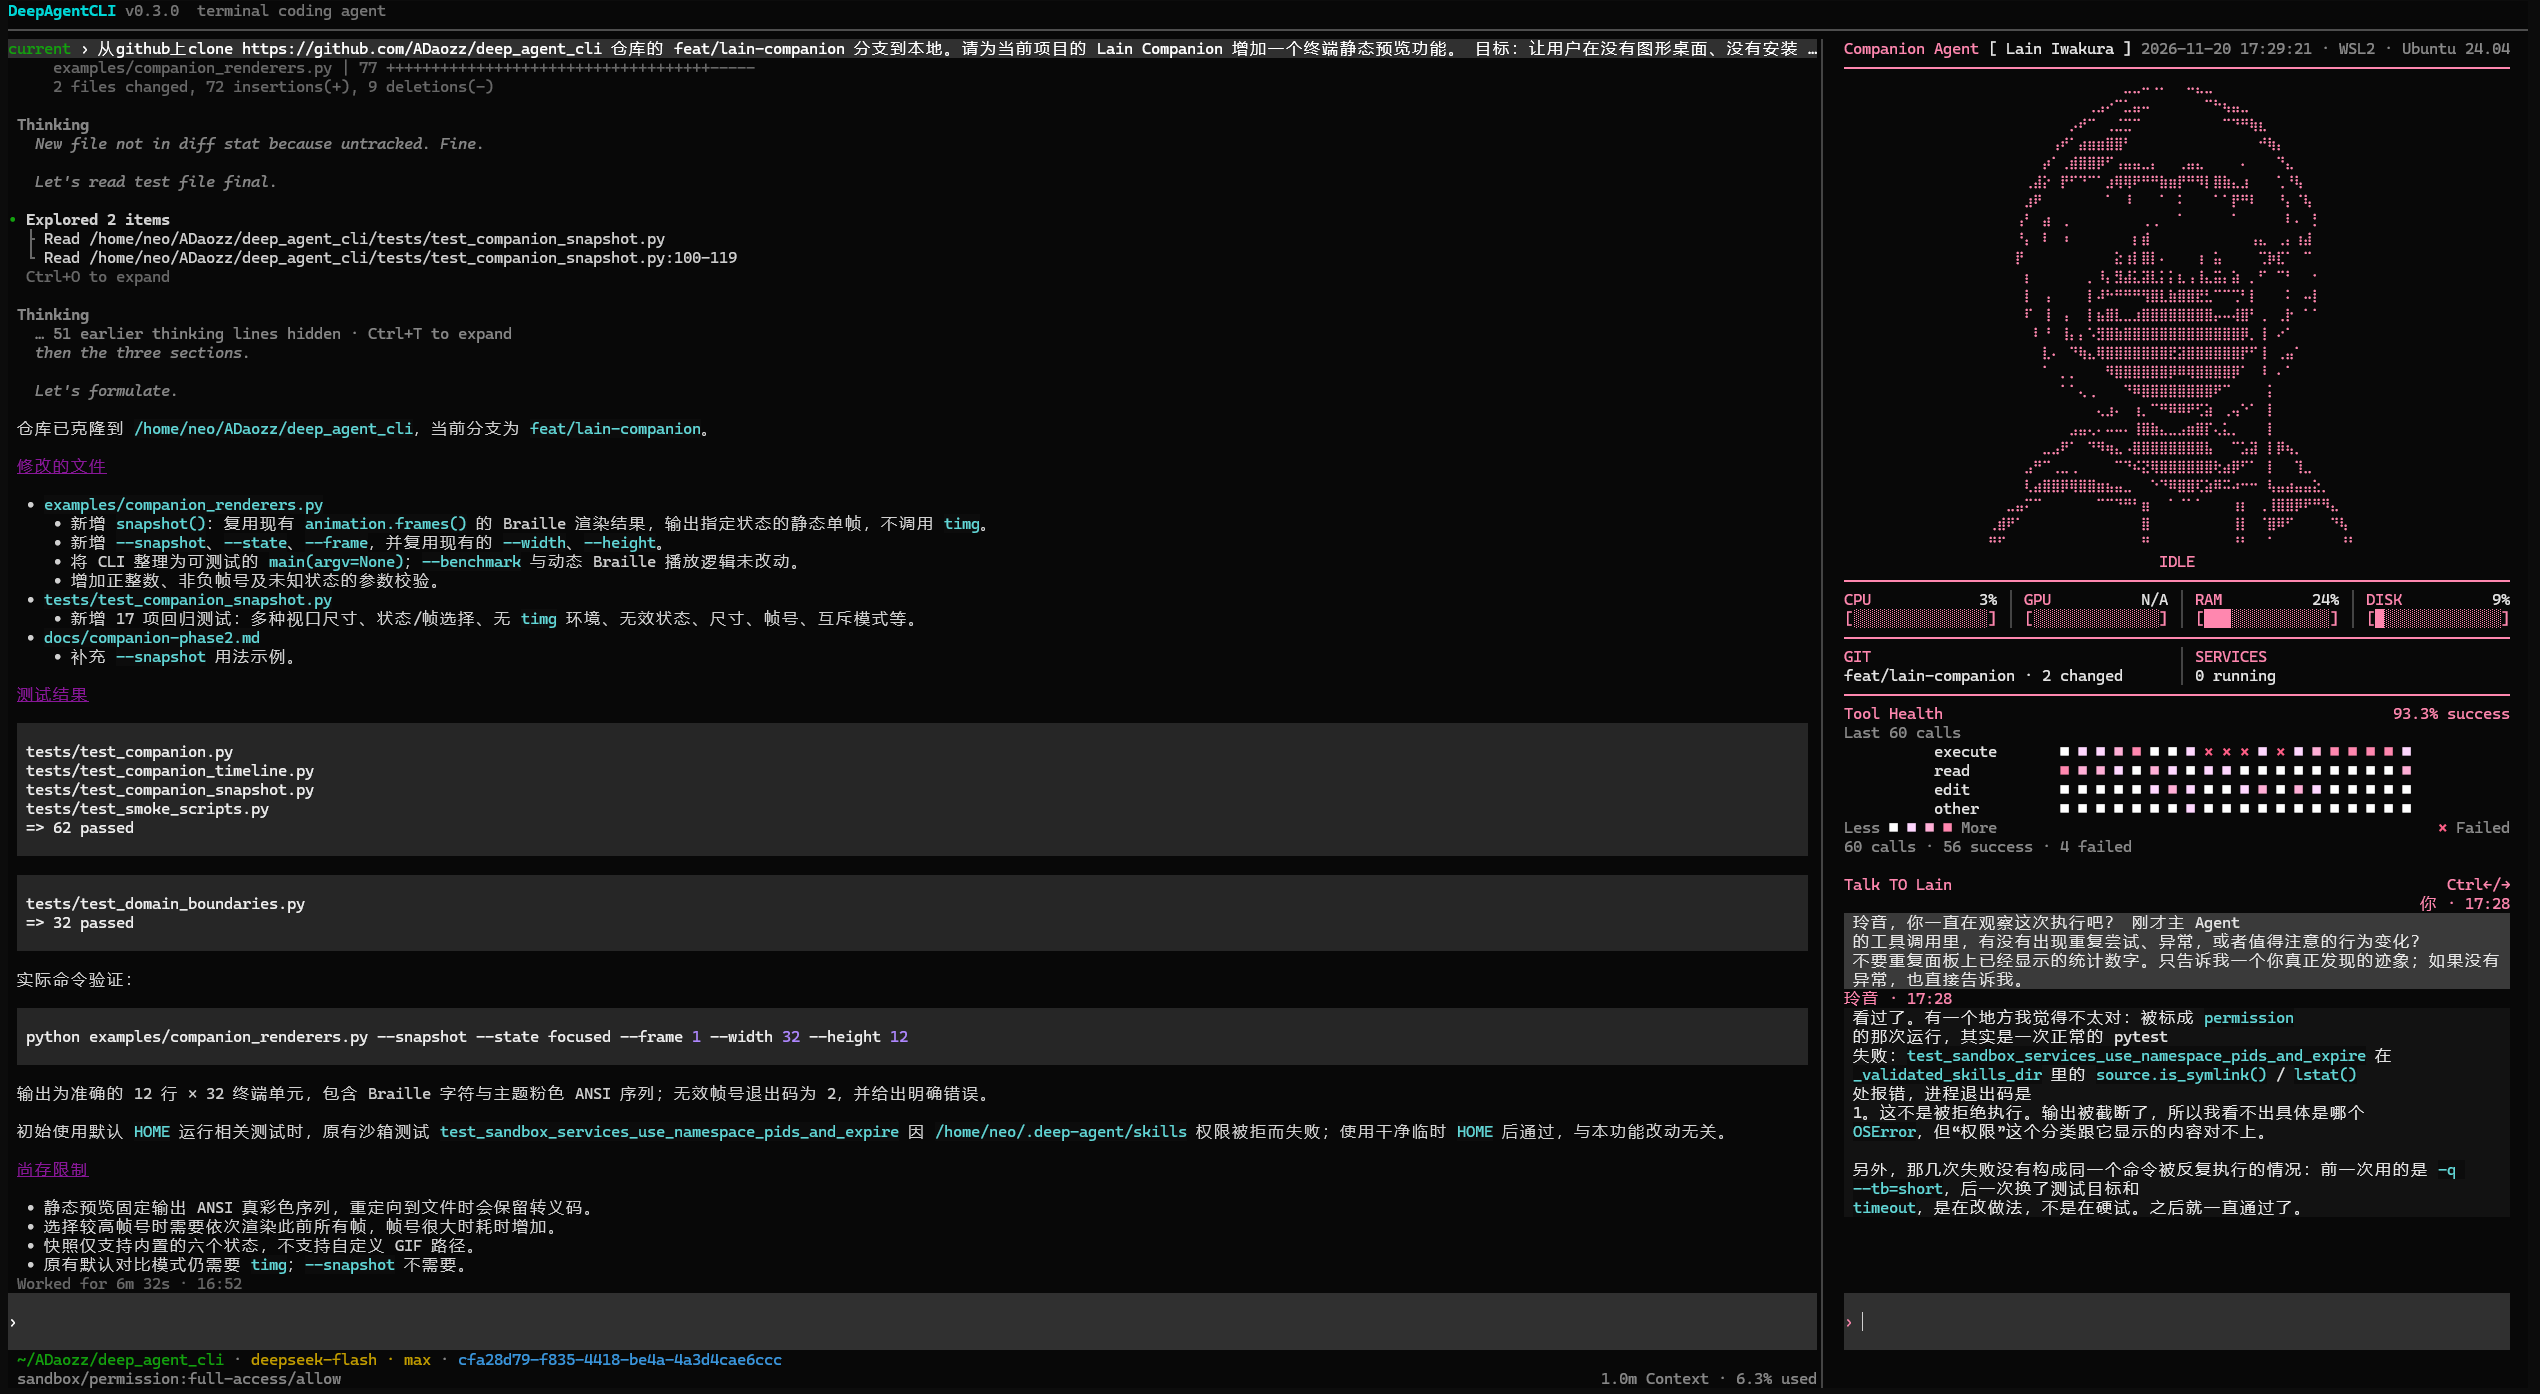 DeepAgentCLI v0.3.0  terminal coding agent
current › 从github上clone https://github.com/ADaozz/deep_agent_cli 仓库的 feat/lain-companion 分支到本地。请为当前项目的 Lain Companion 增加一个终端静态预览功能。 目标：让用户在没有图形桌面、没有安装 …
examples/companion_renderers.py | 77 ++++++++++++++++++++++++++++++++++++-----
2 files changed, 72 insertions(+), 9 deletions(-)
Thinking
New file not in diff stat because untracked. Fine.
Let's read test file final.
• Explored 2 items
├ Read /home/neo/ADaozz/deep_agent_cli/tests/test_companion_snapshot.py
└ Read /home/neo/ADaozz/deep_agent_cli/tests/test_companion_snapshot.py:100-119
Ctrl+O to expand
Thinking
… 51 earlier thinking lines hidden · Ctrl+T to expand
then the three sections.
Let's formulate.
仓库已克隆到 /home/neo/ADaozz/deep_agent_cli，当前分支为 feat/lain-companion。
修改的文件
• examples/companion_renderers.py
• 新增 snapshot()：复用现有 animation.frames() 的 Braille 渲染结果，输出指定状态的静态单帧，不调用 timg。
• 新增 --snapshot、--state、--frame，并复用现有的 --width、--height。
• 将 CLI 整理为可测试的 main(argv=None)；--benchmark 与动态 Braille 播放逻辑未改动。
• 增加正整数、非负帧号及未知状态的参数校验。
• tests/test_companion_snapshot.py
• 新增 17 项回归测试：多种视口尺寸、状态/帧选择、无 timg 环境、无效状态、尺寸、帧号、互斥模式等。
• docs/companion-phase2.md
• 补充 --snapshot 用法示例。
测试结果
tests/test_companion.py
tests/test_companion_timeline.py
tests/test_companion_snapshot.py
tests/test_smoke_scripts.py
=> 62 passed
tests/test_domain_boundaries.py
=> 32 passed
实际命令验证：
python examples/companion_renderers.py --snapshot --state focused --frame 1 --width 32 --height 12
输出为准确的 12 行 × 32 终端单元，包含 Braille 字符与主题粉色 ANSI 序列；无效帧号退出码为 2，并给出明确错误。
初始使用默认 HOME 运行相关测试时，原有沙箱测试 test_sandbox_services_use_namespace_pids_and_expire 因 /home/neo/.deep-agent/skills 权限被拒而失败；使用干净临时 HOME 后通过，与本功能改动无关。
尚存限制
• 静态预览固定输出 ANSI 真彩色序列，重定向到文件时会保留转义码。
• 选择较高帧号时需要依次渲染此前所有帧，帧号很大时耗时增加。
• 快照仅支持内置的六个状态，不支持自定义 GIF 路径。
• 原有默认对比模式仍需要 timg；--snapshot 不需要。
Worked for 6m 32s · 16:52
›
~/ADaozz/deep_agent_cli · deepseek-flash · max · cfa28d79-f835-4418-be4a-4a3d4cae6ccc
sandbox/permission:full-access/allow
1.0m Context · 6.3% used
Companion Agent [ Lain Iwakura ] 2026-11-20 17:29:21 · WSL2 · Ubuntu 24.04
IDLE
CPU 3% GPU N/A RAM 24% DISK 9%
GIT SERVICES
feat/lain-companion · 2 changed 0 running
Tool Health 93.3% success
Last 60 calls
execute
read
edit
other
Less ■ ■ ■ ■ More × Failed
60 calls · 56 success · 4 failed
Talk TO Lain Ctrl←/→
你 · 17:28
玲音，你一直在观察这次执行吧？ 刚才主 Agent
的工具调用里，有没有出现重复尝试、异常，或者值得注意的行为变化？
不要重复面板上已经显示的统计数字。只告诉我一个你真正发现的迹象；如果没有
异常，也直接告诉我。
玲音 · 17:28
看过了。有一个地方我觉得不太对：被标成 permission
的那次运行，其实是一次正常的 pytest
失败：test_sandbox_services_use_namespace_pids_and_expire 在
_validated_skills_dir 里的 source.is_symlink() / lstat()
处报错，进程退出码是
1。这不是被拒绝执行。输出被截断了，所以我看不出具体是哪个
OSError，但“权限”这个分类跟它显示的内容对不上。
另外，那几次失败没有构成同一个命令被反复执行的情况：前一次用的是 -q
--tb=short，后一次换了测试目标和
timeout，是在改做法，不是在硬试。之后就一直通过了。
›